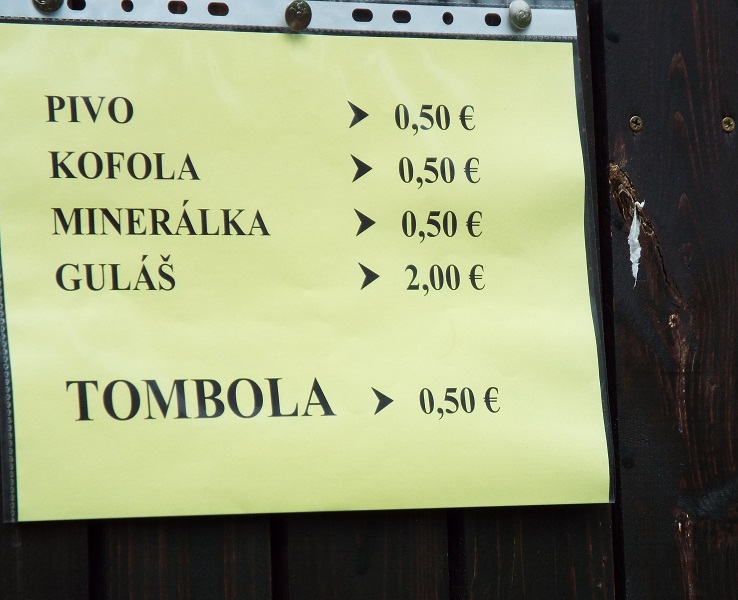 PIVO ➤ 0,50 €
KOFOLA ➤ 0,50 €
MINERÁLKA ➤ 0,50 €
GULÁŠ ➤ 2,00 €
TOMBOLA ➤ 0,50 €